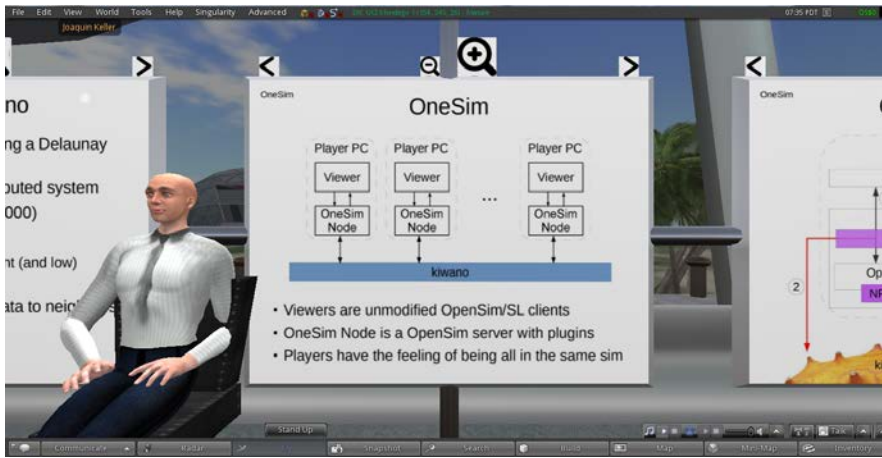 File Edit View World Tools Help Singularity Advanced
07:35 PDT
Joaquin Keller
no
ng a Delaunay
uted system
000)
nt (and low)
ata to neig
OneSim
OneSim
Player PC Player PC Player PC
Viewer Viewer Viewer
...
OneSim OneSim OneSim
Node Node Node
kiwano
• Viewers are unmodified OpenSim/SL clients
• OneSim Node is a OpenSim server with plugins
• Players have the feeling of being all in the same sim
OneSim
2
Op
NP
ki
Stand Up
Talk
Communicate Radar Snapshot Search Build Map Mini-Map Inventory